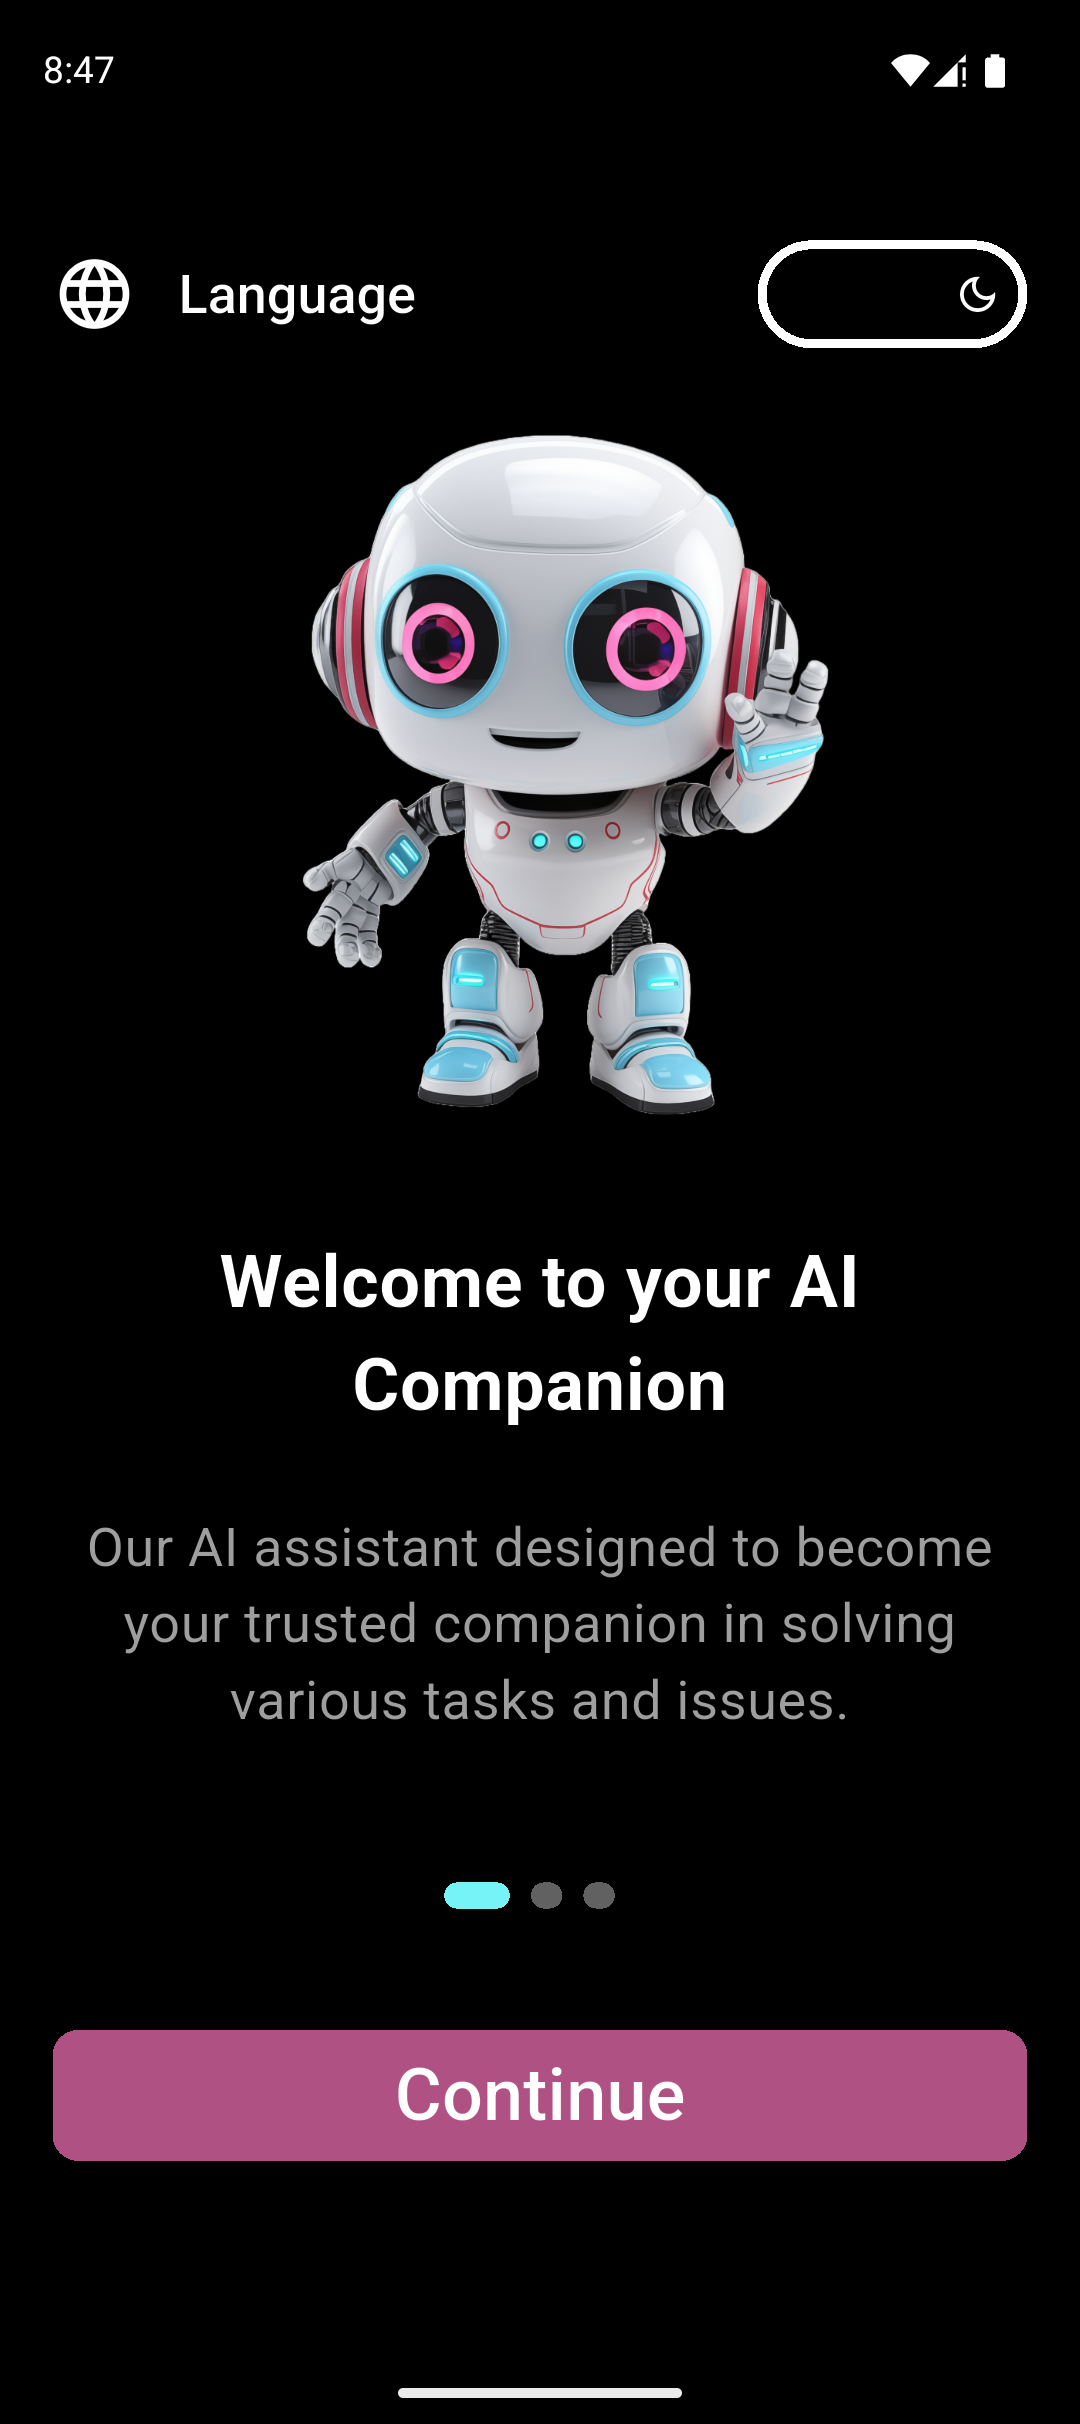 8:47
Language
Welcome to your AI
Companion
Our AI assistant designed to become
your trusted companion in solving
various tasks and issues.
Continue